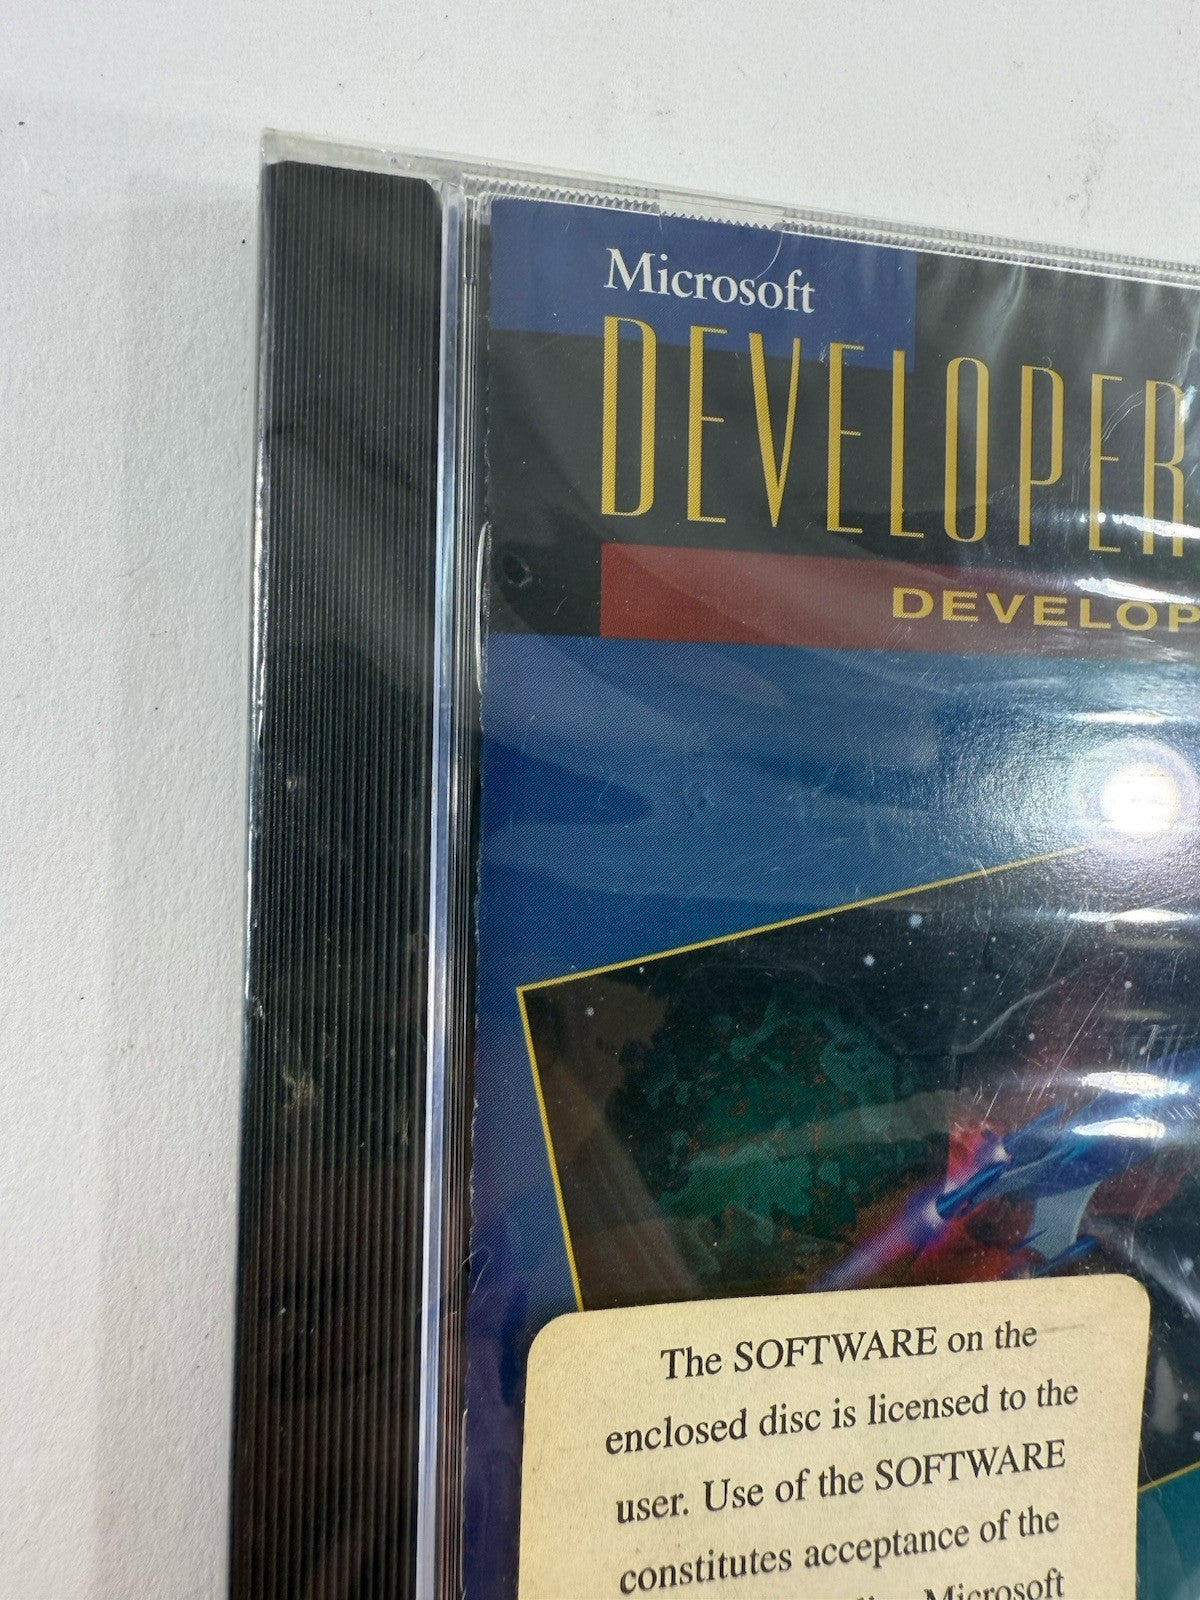 Microsoft
DEVELOPER
DEVELOP
The SOFTWARE on the
enclosed disc is licensed to the
user. Use of the SOFTWARE
constitutes acceptance of the
Microsoft